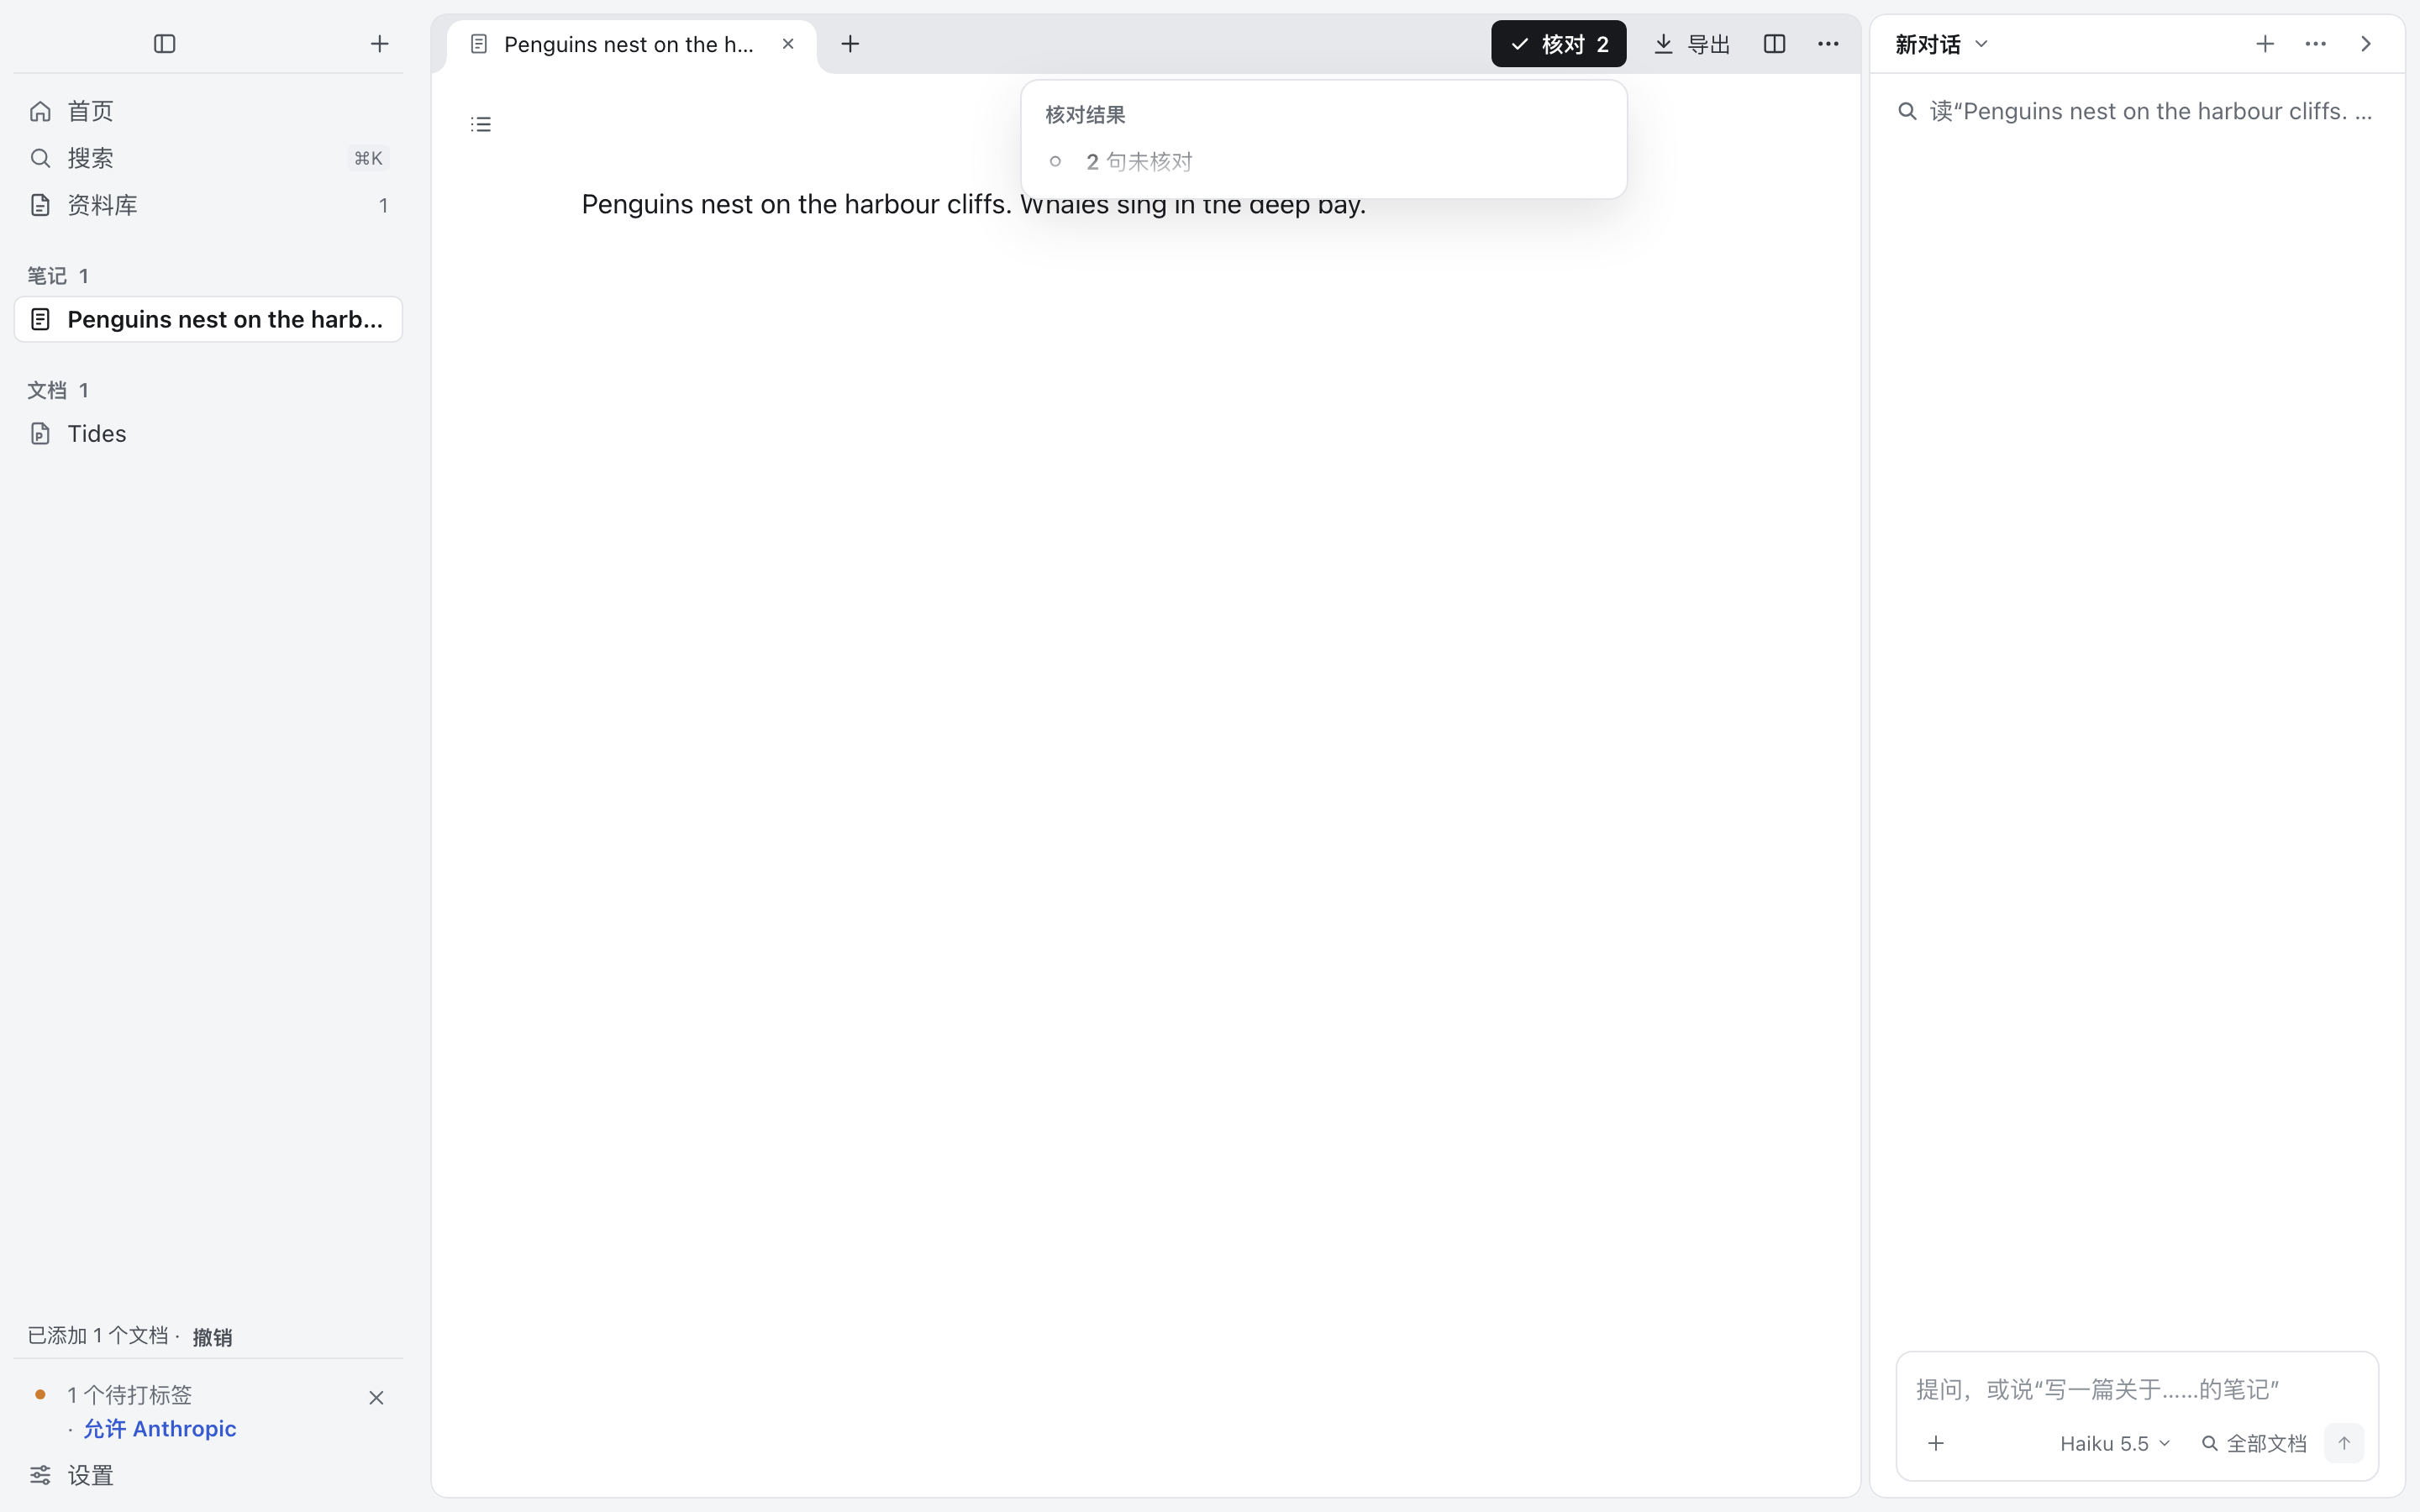 首页
搜索 ⌘K
资料库 1
笔记 1
Penguins nest on the harb...
文档 1
Tides
已添加 1 个文档 · 撤销
1 个待打标签
· 允许 Anthropic
设置
Penguins nest on the h...
核对 2
导出
核对结果
2 句未核对
Penguins nest on the harbour cliffs. Whales sing in the deep bay.
新对话
读“Penguins nest on the harbour cliffs. ...
提问，或说“写一篇关于……的笔记”
Haiku 5.5 全部文档